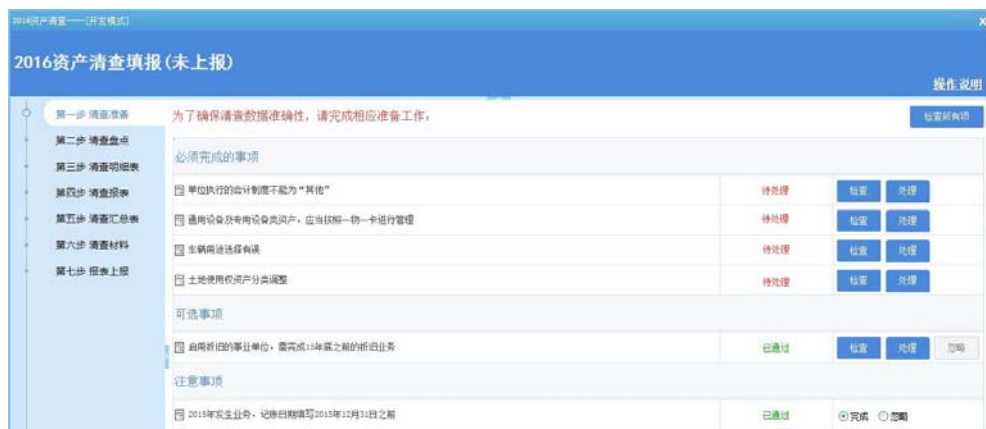 2016资产清查——[开发模式]
X
2016资产清查填报(未上报)
操作说明
第一步 清查准备
第二步 清查盘点
第三步 清查明细表
第四步 清查报表
第五步 清查汇总表
第六步 清查材料
第七步 报表上报
为了确保清查数据准确性，请完成相应准备工作：
检查所有项
必须完成的事项
单位执行的会计制度不能为“其他” 待处理 检查 处理
通用设备及专用设备类资产，应当按照一物一卡进行管理 待处理 检查 处理
车辆用途选择有误 待处理 检查 处理
土地使用权资产分类调整 待处理 检查 处理
可选事项
启用折旧的事业单位，需完成15年底之前的折旧业务 已通过 检查 处理 忽略
注意事项
2015年发生业务，记账日期填写2015年12月31日之前 已通过 完成 忽略